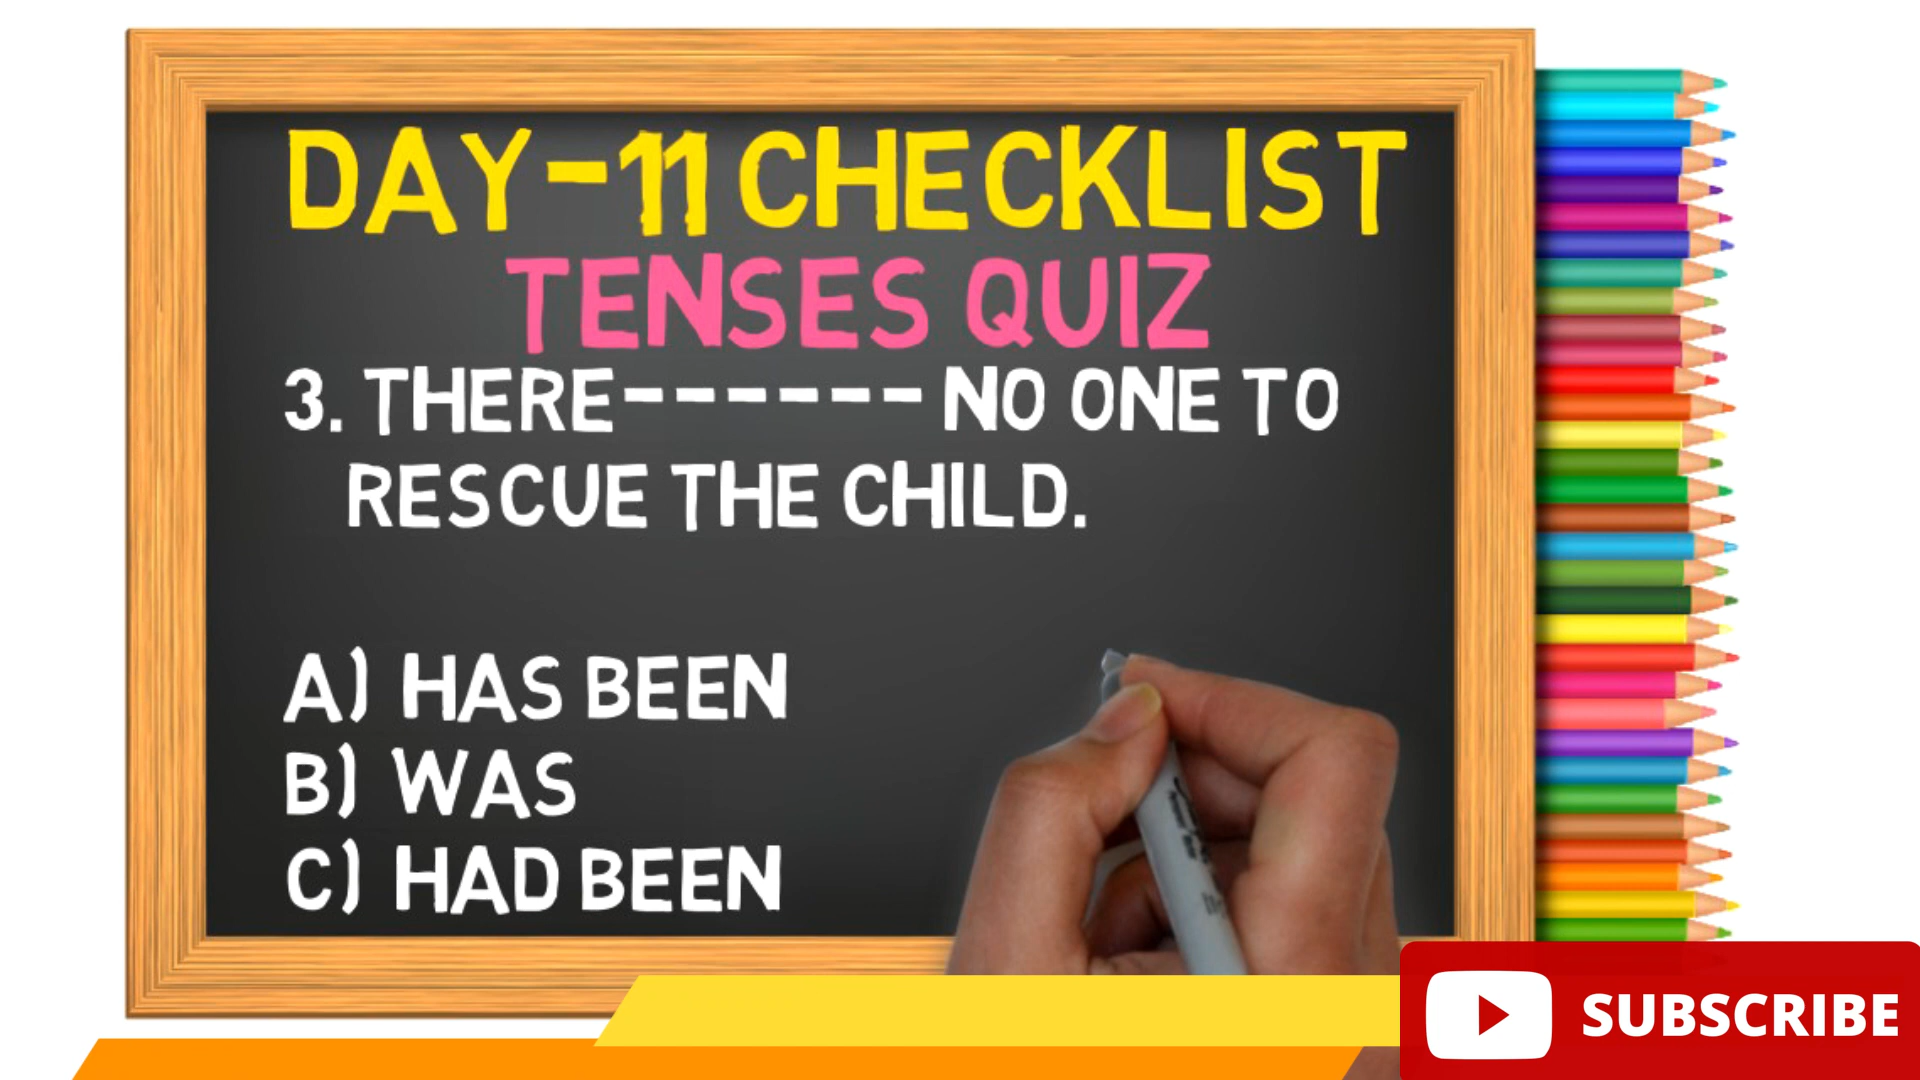 DAY-11 CHECKLIST
TENSES QUIZ
3. THERE------ NO ONE TO
RESCUE THE CHILD.
A) HAS BEEN
B) WAS
C) HAD BEEN
SUBSCRIBE